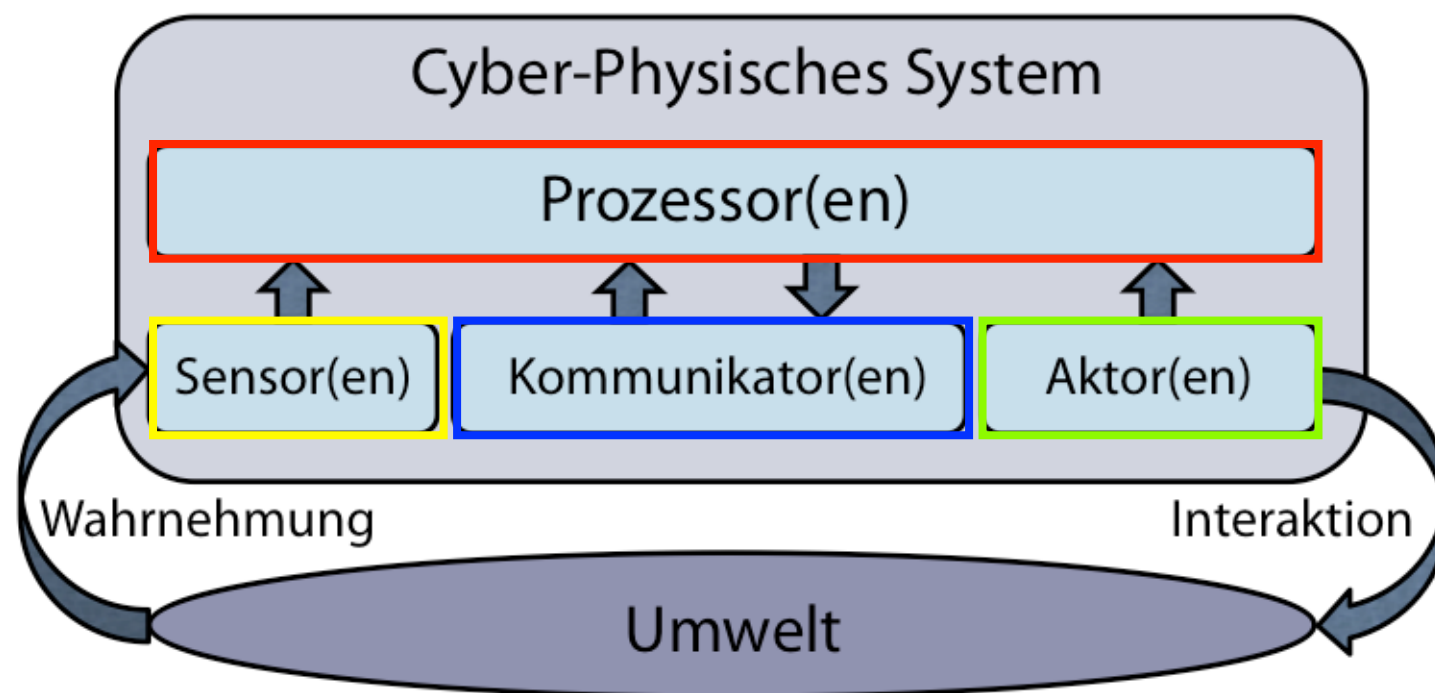 Cyber-Physisches System
Prozessor(en)
Sensor(en)
Kommunikator(en)
Aktor(en)
Wahrnehmung
Interaktion
Umwelt